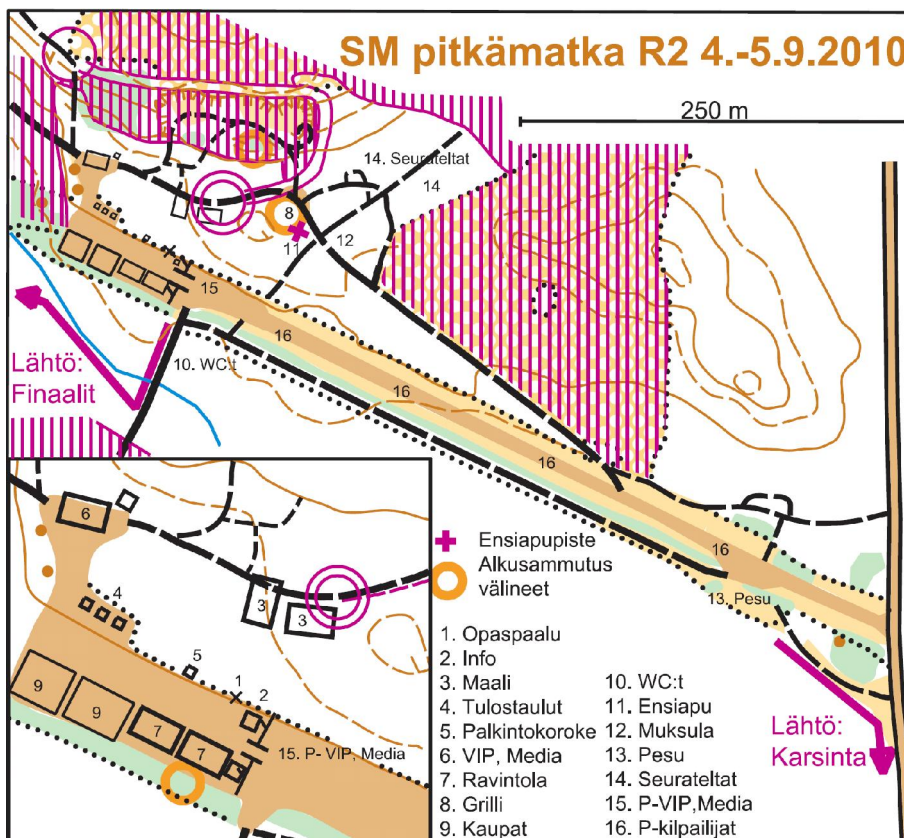 SM pitkämatka R2 4.-5.9.2010
250 m
14. Seurateltat
14
8
11
12
15
16
10. WC:t
Lähtö:
Finaalit
16
16
16
13. Pesu
Lähtö:
Karsinta
6
4
3
3
5
1
2
9
9
7
7
15. P-VIP, Media
Ensiapupiste
Alkusammutus
välineet
1. Opaspaalu
2. Info
3. Maali
4. Tulostaulut
5. Palkintokoroke
6. VIP, Media
7. Ravintola
8. Grilli
9. Kaupat
10. WC:t
11. Ensiapu
12. Muksula
13. Pesu
14. Seurateltat
15. P-VIP,Media
16. P-kilpailijat